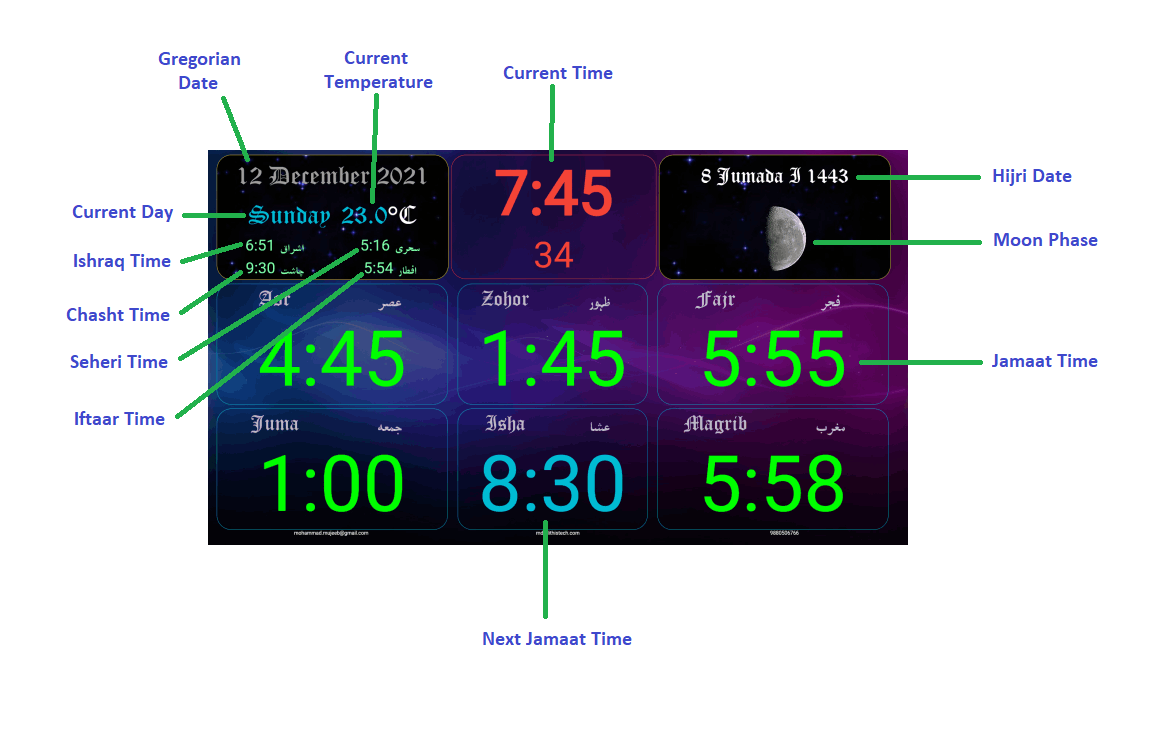 Gregorian
Date
Current
Temperature
Current Time
12 December 2021
7:45
8 Jumada I 1443
Hijri Date
Current Day
Sunday 23.0°C
Moon Phase
Ishraq Time
6:51 اشراق
5:16 سحری
34
Chasht Time
9:30 چاشت
5:54 افطار
Seheri Time
Asr عصر
Zohor ظہور
Fajr فجر
4:45
1:45
5:55
Jamaat Time
Iftaar Time
Juma جمعه
Isha عشا
Magrib مغرب
1:00
8:30
5:58
mohammad.mujeeb@gmail.com
9880506766
Next Jamaat Time